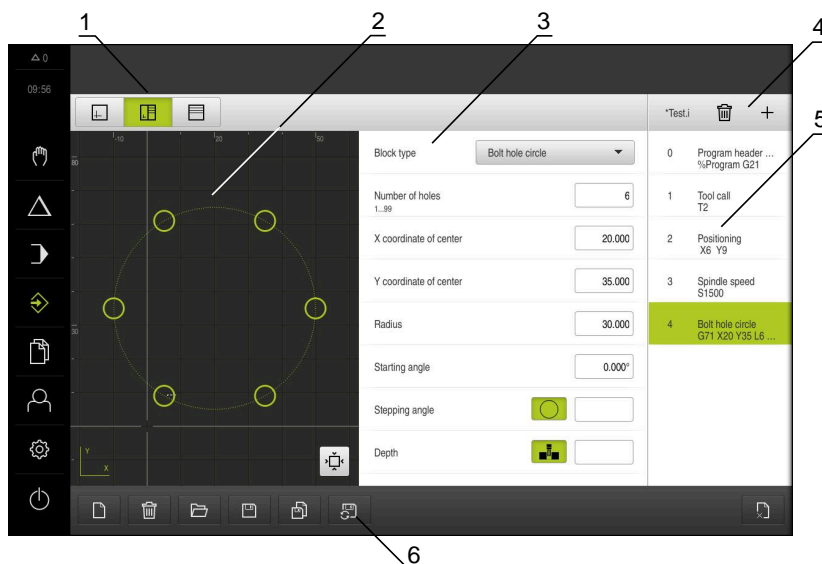 1
2
3
4
0
09:56
*Test.i
-10
20
50
80
30
Y
X
Block type
Bolt hole circle
Number of holes
1...99
6
X coordinate of center
20.000
Y coordinate of center
35.000
Radius
30.000
Starting angle
0.000°
Stepping angle
Depth
5
0 Program header ...
%Program G21
1 Tool call
T2
2 Positioning
X6 Y9
3 Spindle speed
S1500
4 Bolt hole circle
G71 X20 Y35 L6 ...
6